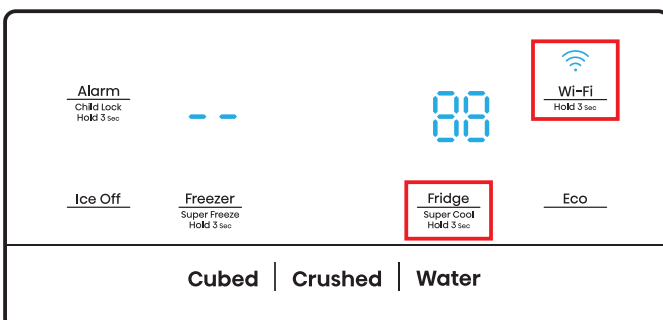 Alarm
Child Lock
Hold 3 Sec
-- 88
Wi-Fi
Hold 3 Sec
Ice Off
Freezer
Super Freeze
Hold 3 Sec
Fridge
Super Cool
Hold 3 Sec
Eco
Cubed | Crushed | Water